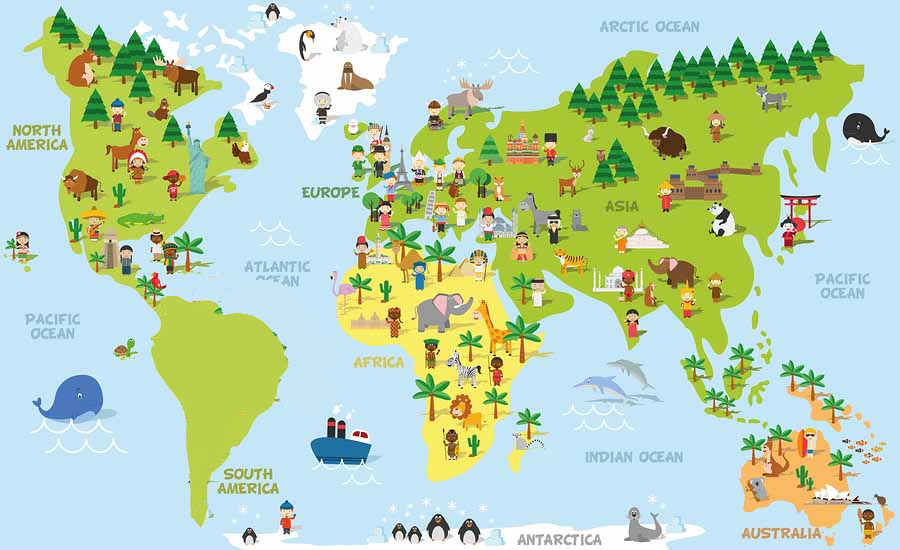 ARCTIC OCEAN
NORTH
AMERICA
EUROPE
ASIA
ATLANTIC
OCEAN
PACIFIC
OCEAN
PACIFIC
OCEAN
AFRICA
INDIAN OCEAN
SOUTH
AMERICA
ANTARCTICA
AUSTRALIA